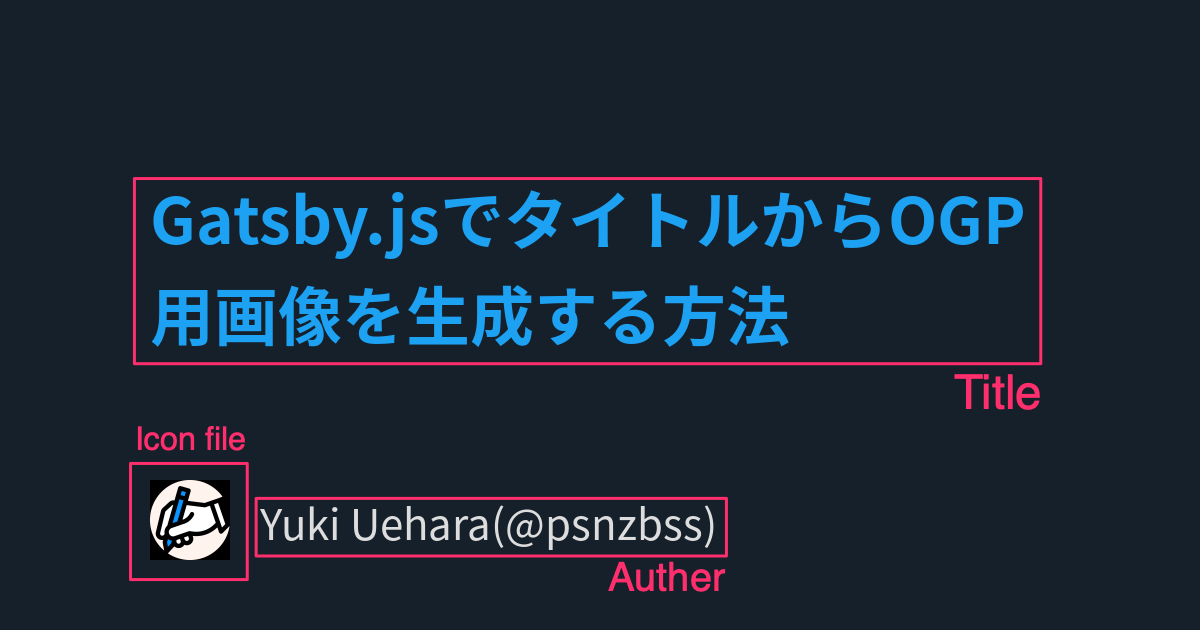 Gatsby.jsでタイトルからOGP
用画像を生成する方法
Title
Icon file
Yuki Uehara(@psnzbss)
Auther